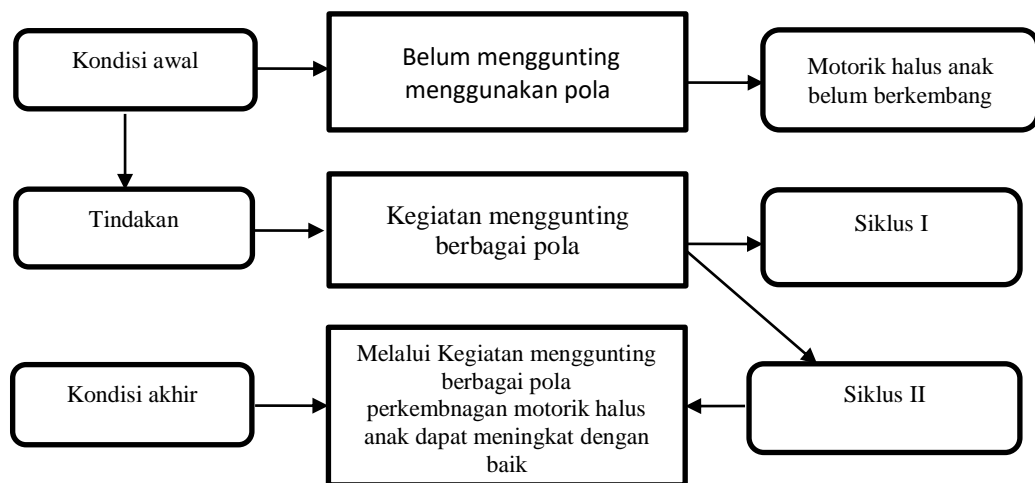 Kondisi awal
Belum menggunting
menggunakan pola
Motorik halus anak
belum berkembang
Tindakan
Kegiatan menggunting
berbagai pola
Siklus I
Kondisi akhir
Melalui Kegiatan menggunting
berbagai pola
perkembnagan motorik halus
anak dapat meningkat dengan
baik
Siklus II